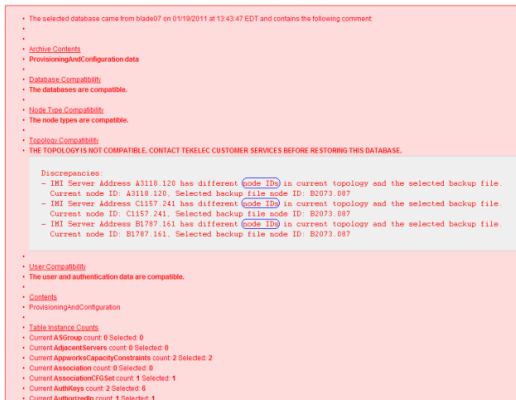 The selected database came from blade07 on 01/19/2011 at 13:43:47 EDT and contains the following comment:
Archive Contents
ProvisioningAndConfiguration data
Database Compatibility
The databases are compatible.
Node Type Compatibility
The node types are compatible.
Topology Compatibility
THE TOPOLOGY IS NOT COMPATIBLE. CONTACT TEKELEC CUSTOMER SERVICES BEFORE RESTORING THIS DATABASE.
Discrepancies:
- IMI Server Address A3118.120 has different node IDs in current topology and the selected backup file.
Current node ID: A3118.120, Selected backup file node ID: B2073.087
- IMI Server Address C1157.241 has different node IDs in current topology and the selected backup file.
Current node ID: C1157.241, Selected backup file node ID: B2073.087
- IMI Server Address B1787.161 has different node IDs in current topology and the selected backup file.
Current node ID: B1787.161, Selected backup file node ID: B2073.087
User Compatibility
The user and authentication data are compatible.
Contents
ProvisioningAndConfiguration
Table Instance Counts
Current ASGroup count: 0 Selected: 0
Current AdjacentServers count: 0 Selected: 0
Current AppworksCapacityConstraints count: 2 Selected: 2
Current Association count: 0 Selected: 0
Current AssociationCFGSet count: 1 Selected: 1
Current AuthKeys count: 2 Selected: 6
Current AuthorizedIp count: 1 Selected: 1